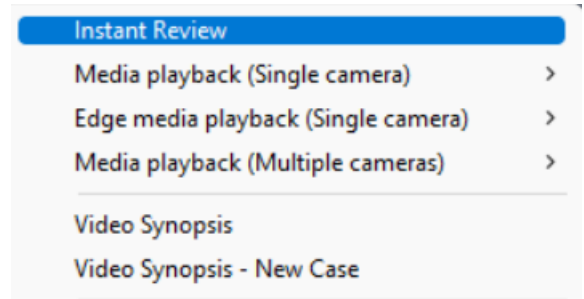 Instant Review
Media playback (Single camera)
Edge media playback (Single camera)
Media playback (Multiple cameras)
Video Synopsis
Video Synopsis - New Case